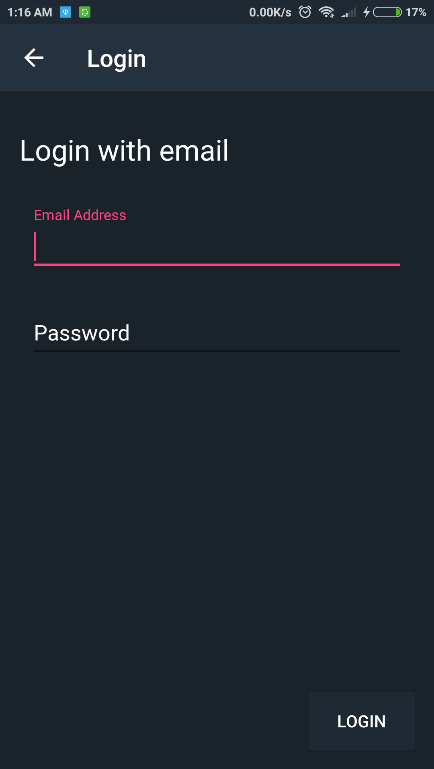 1:16 AM 0.00K/s 17%
Login
Login with email
Email Address
Password
LOGIN